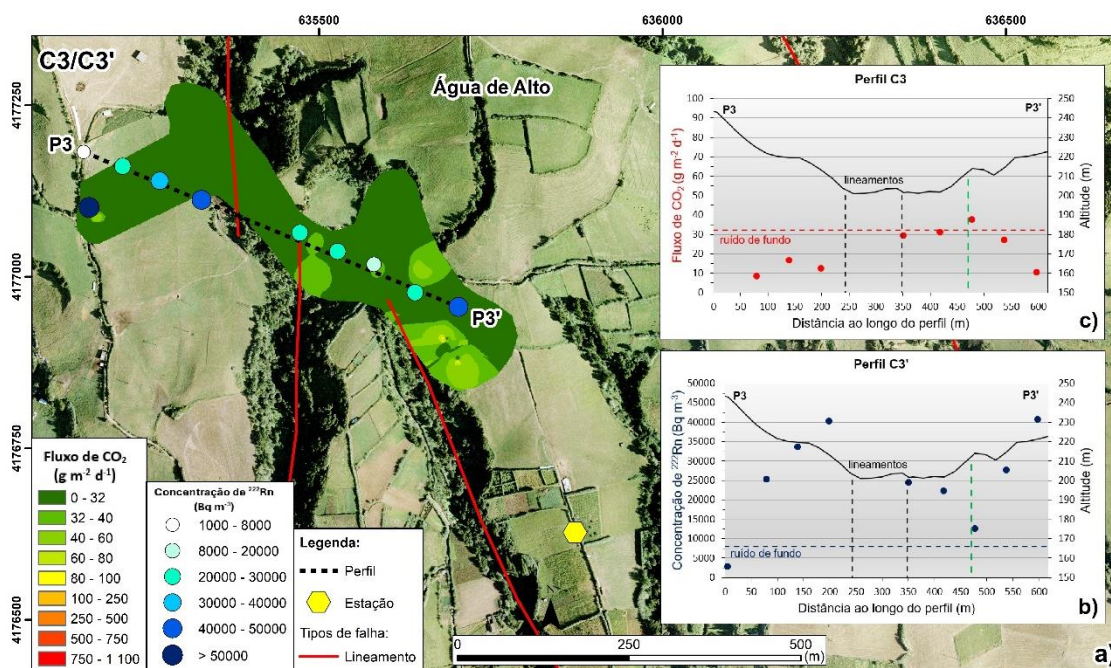 635500
636000
636500
C3/C3'
Água de Alto
4177250
4177000
4176750
4176500
P3
P3'
Perfil C3
Fluxo de CO₂ (g m⁻² d⁻¹)
100
90
80
70
60
50
40
30
20
10
0
P3
P3'
lineamentos
ruído de fundo
250
240
230
220
210
200
190
180
170
160
150
Altitude (m)
0 50 100 150 200 250 300 350 400 450 500 550 600
Distância ao longo do perfil (m)
c)
Perfil C3'
Concentração de ²²²Rn (Bq m⁻³)
50000
45000
40000
35000
30000
25000
20000
15000
10000
5000
0
P3
P3'
lineamentos
ruído de fundo
250
240
230
220
210
200
190
180
170
160
150
Altitude (m)
0 50 100 150 200 250 300 350 400 450 500 550 600
Distância ao longo do perfil (m)
b)
Fluxo de CO₂
(g m⁻² d⁻¹)
0 - 32
32 - 40
40 - 60
60 - 80
80 - 100
100 - 250
250 - 500
500 - 750
750 - 1 100
Concentração de ²²²Rn
(Bq m⁻³)
1000 - 8000
8000 - 20000
20000 - 30000
30000 - 40000
40000 - 50000
> 50000
Legenda:
Perfil
Estação
Tipos de falha:
Lineamento
0 250 500
(m)